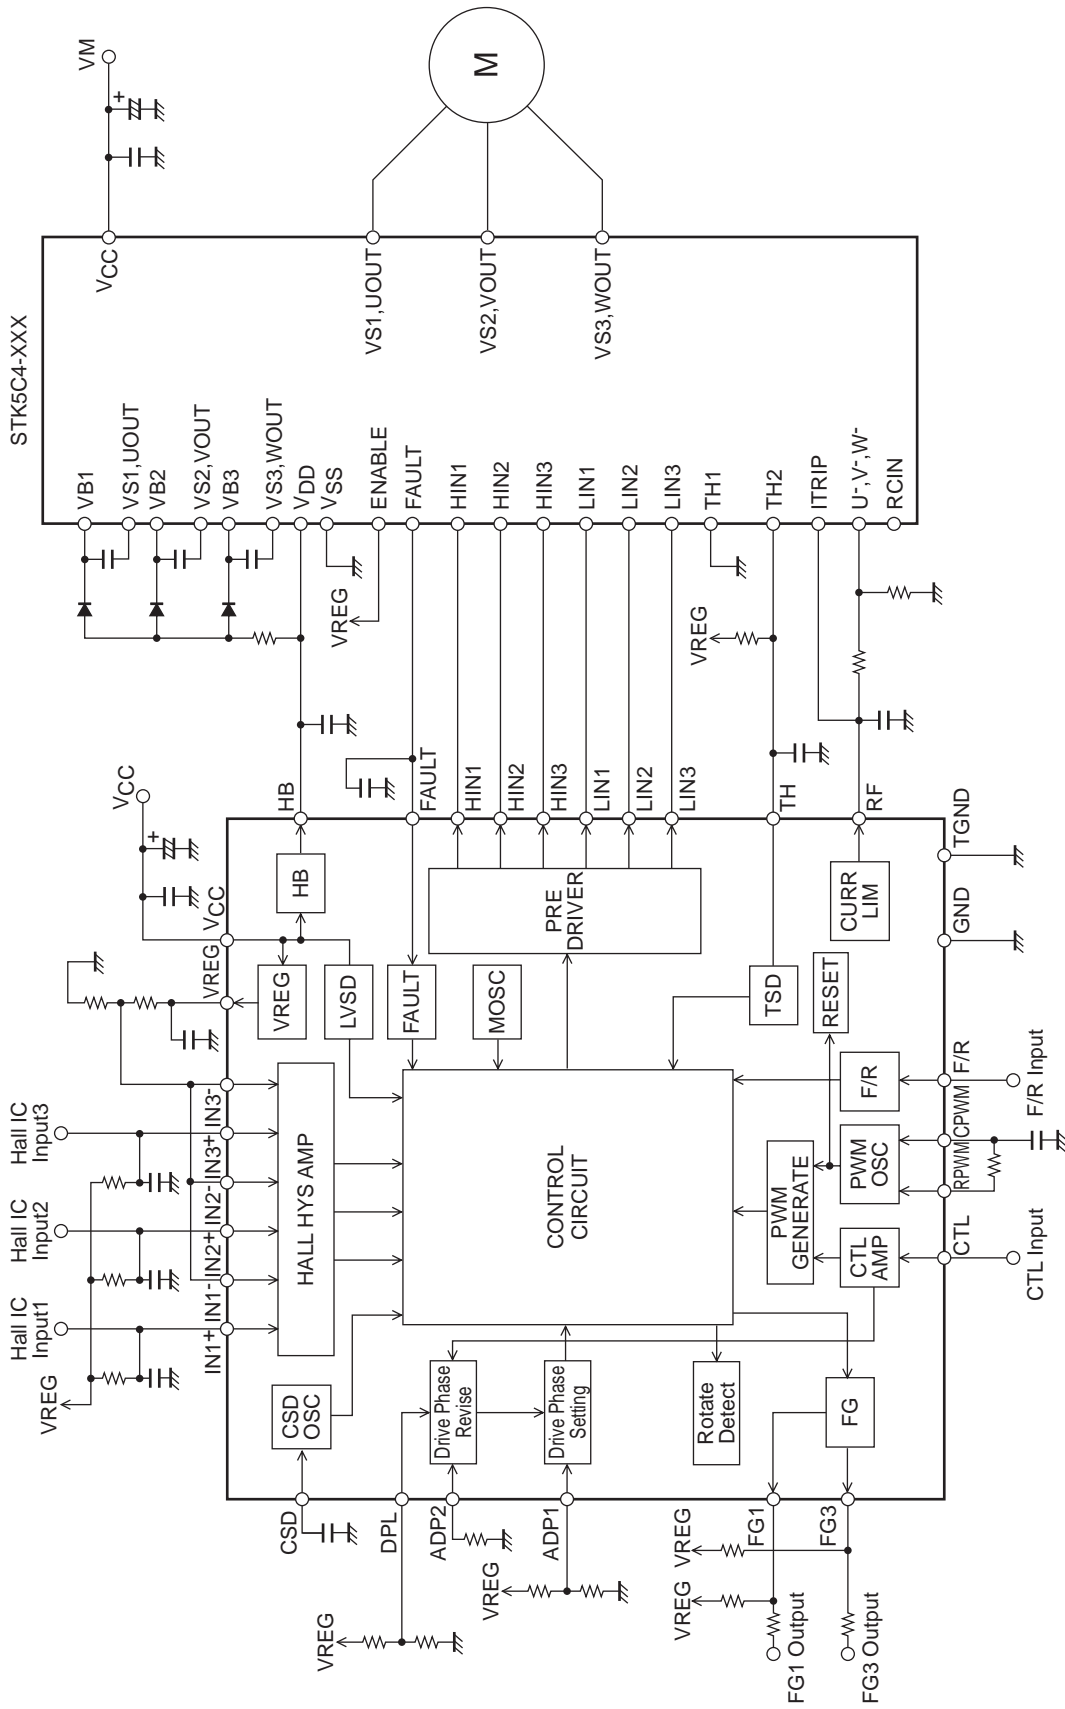 STK5C4-XXX
VM
VCC
VS1,UOUT
VS2,VOUT
VS3,WOUT
M
VB1
VS1,UOUT
VB2
VS2,VOUT
VB3
VS3,WOUT
VDD
VSS
ENABLE
FAULT
HIN1
HIN2
HIN3
LIN1
LIN2
LIN3
TH1
TH2
ITRIP
U-,V-,W-
RCIN
VREG
VREG
VCC
HB
FAULT
HIN1
HIN2
HIN3
LIN1
LIN2
LIN3
TH
RF
TGND
GND
VCC
VREG
HB
VREG
LVSD
FAULT
MOSC
PRE
DRIVER
TSD
CURR
LIM
RESET
Hall IC
Input3
Hall IC
Input2
Hall IC
Input1
VREG
IN3-
IN3+
IN2-
IN2+
IN1-
IN1+
HALL HYS AMP
CONTROL
CIRCUIT
PWM
GENERATE
F/R
PWM
OSC
CTL
AMP
F/R
CPWM
RPWM
CTL
F/R Input
CTL Input
CSD
OSC
Drive Phase
Revise
Drive Phase
Setting
Rotate
Detect
FG
CSD
DPL
ADP2
ADP1
FG1
FG3
VREG
VREG
VREG
VREG
FG1 Output
FG3 Output